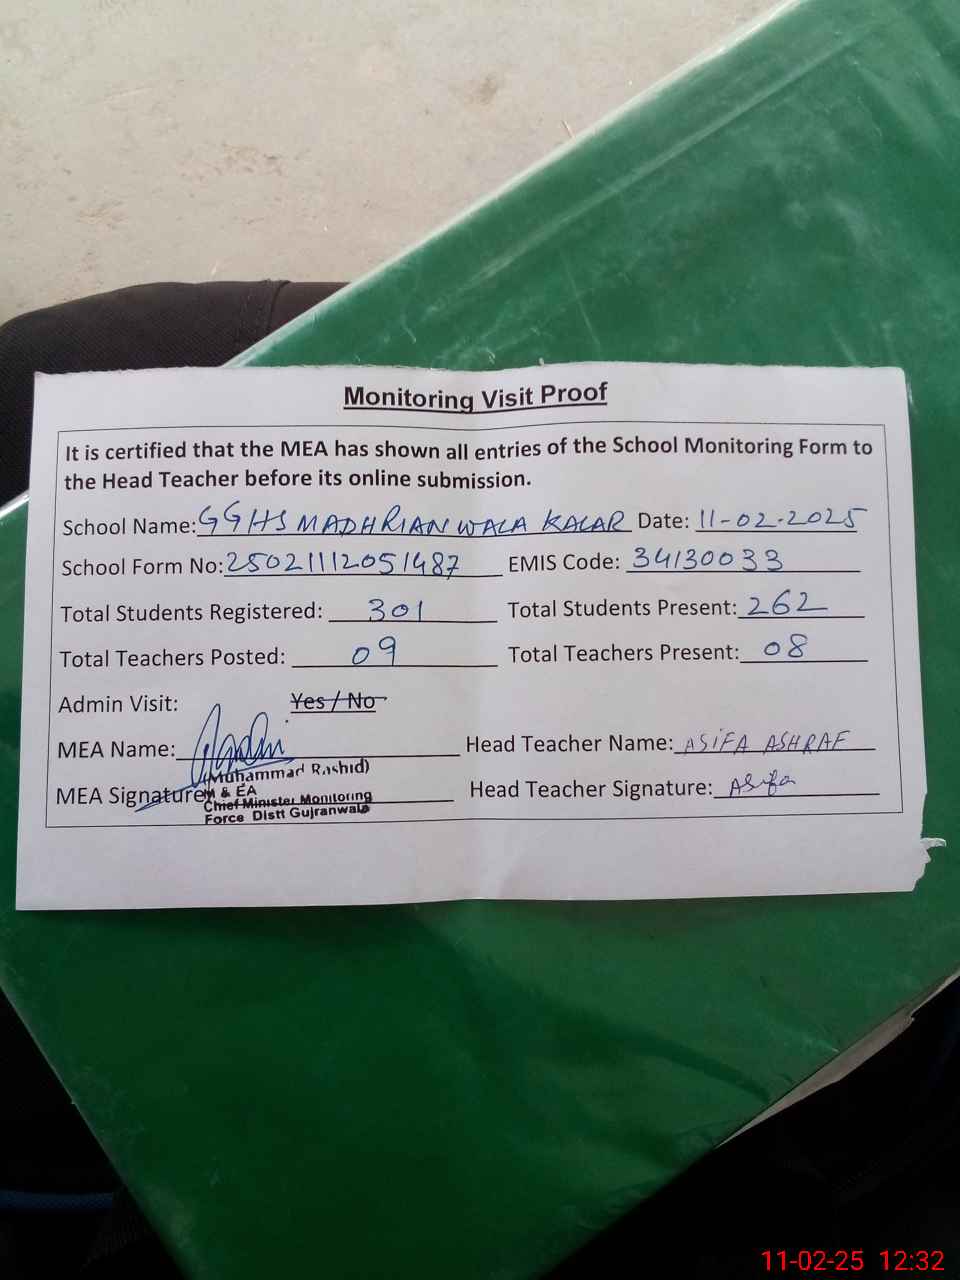 Monitoring Visit Proof
It is certified that the MEA has shown all entries of the School Monitoring Form to
the Head Teacher before its online submission.
School Name: GGHS MADHRIANWALA KALAR Date: 11-02-2025
School Form No: 25021112051487 EMIS Code: 34130033
Total Students Registered: 301 Total Students Present: 262
Total Teachers Posted: 09 Total Teachers Present: 08
Admin Visit: Yes / No
MEA Name: Head Teacher Name: ASIFA ASHRAF
(Muhammad Rashid)
MEA Signature Head Teacher Signature: Asifa
M & EA
Chief Minister Monitoring
Force Distt Gujranwala
11-02-25 12:32